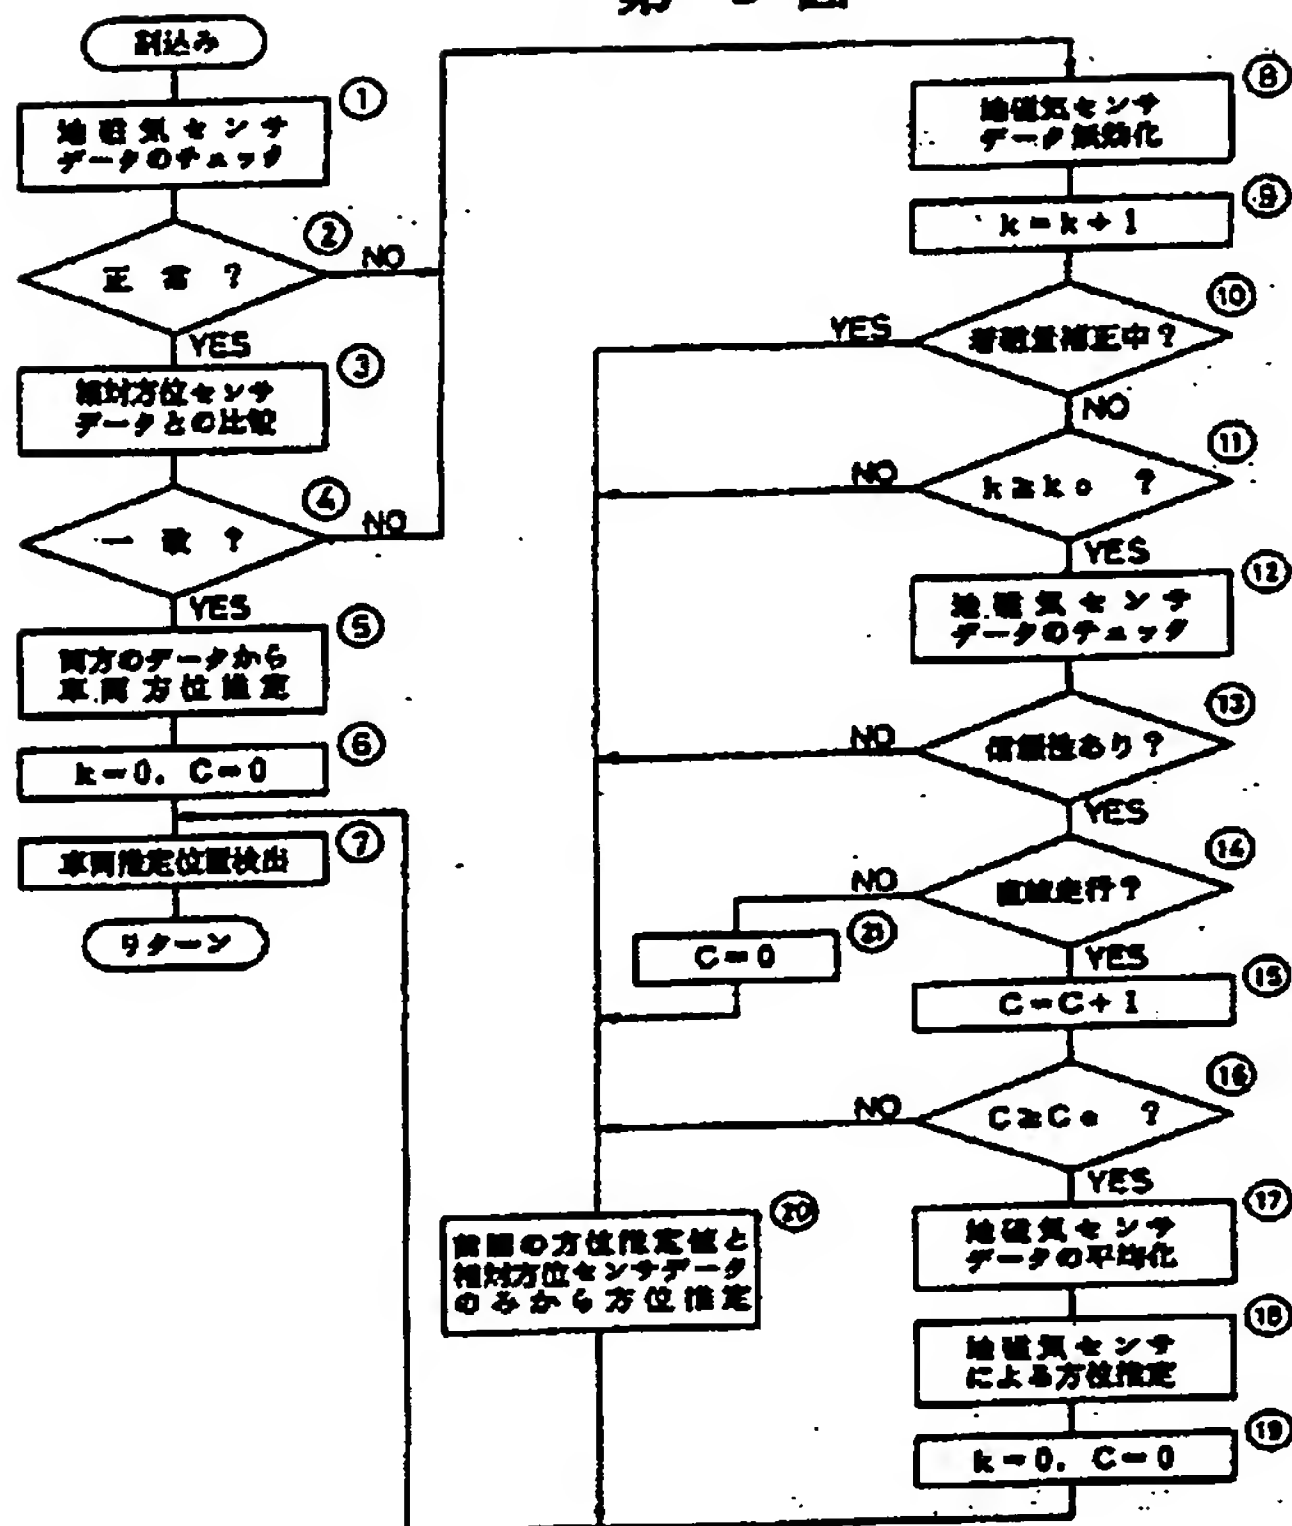 割込み
①
地磁気センサ
データのチェック
②
正常?
NO
YES
③
相対方位センサ
データとの比較
④
一致?
NO
YES
⑤
両方のデータから
車両方位推定
⑥
k=0. C=0
⑦
車両推定位置検出
リターン
⑧
地磁気センサ
データ無効化
⑨
k=k+1
⑩
着磁量補正中?
YES
NO
⑪
k≥k₀ ?
NO
YES
⑫
地磁気センサ
データのチェック
⑬
信頼性あり?
NO
YES
⑭
直線走行?
NO
YES
㉑
C=0
⑮
C=C+1
⑯
C≥C₀ ?
NO
YES
⑰
地磁気センサ
データの平均化
⑱
地磁気センサ
による方位推定
⑲
k=0. C=0
⑳
前回の方位推定値と
相対方位センサデータ
のみから方位推定